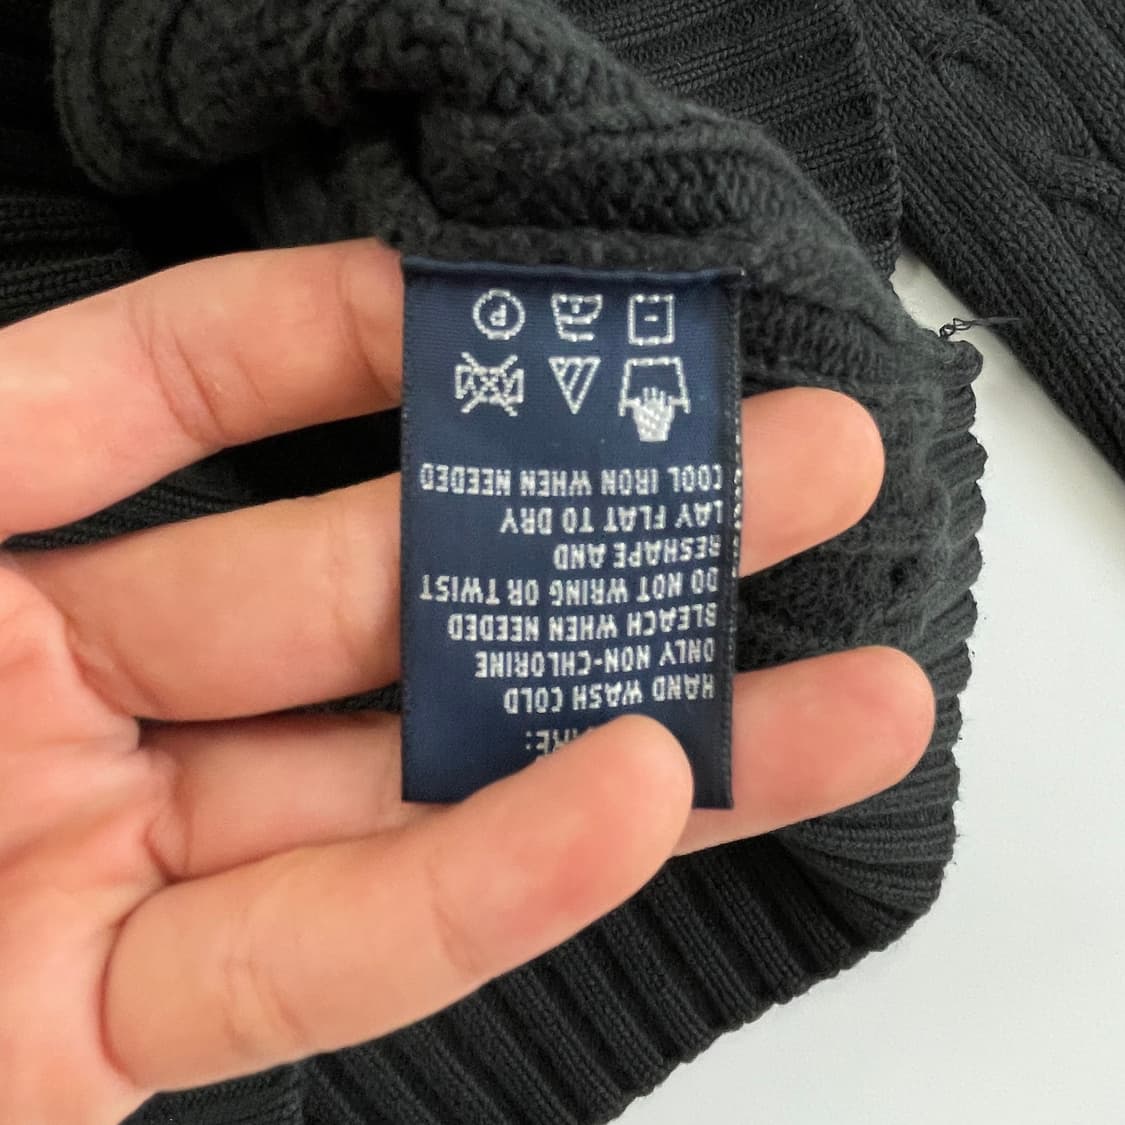 HAND WASH COLD
ONLY NON-CHLORINE
BLEACH WHEN NEEDED
DO NOT WRING OR TWIST
RESHAPE AND
LAY FLAT TO DRY
COOL IRON WHEN NEEDED
P